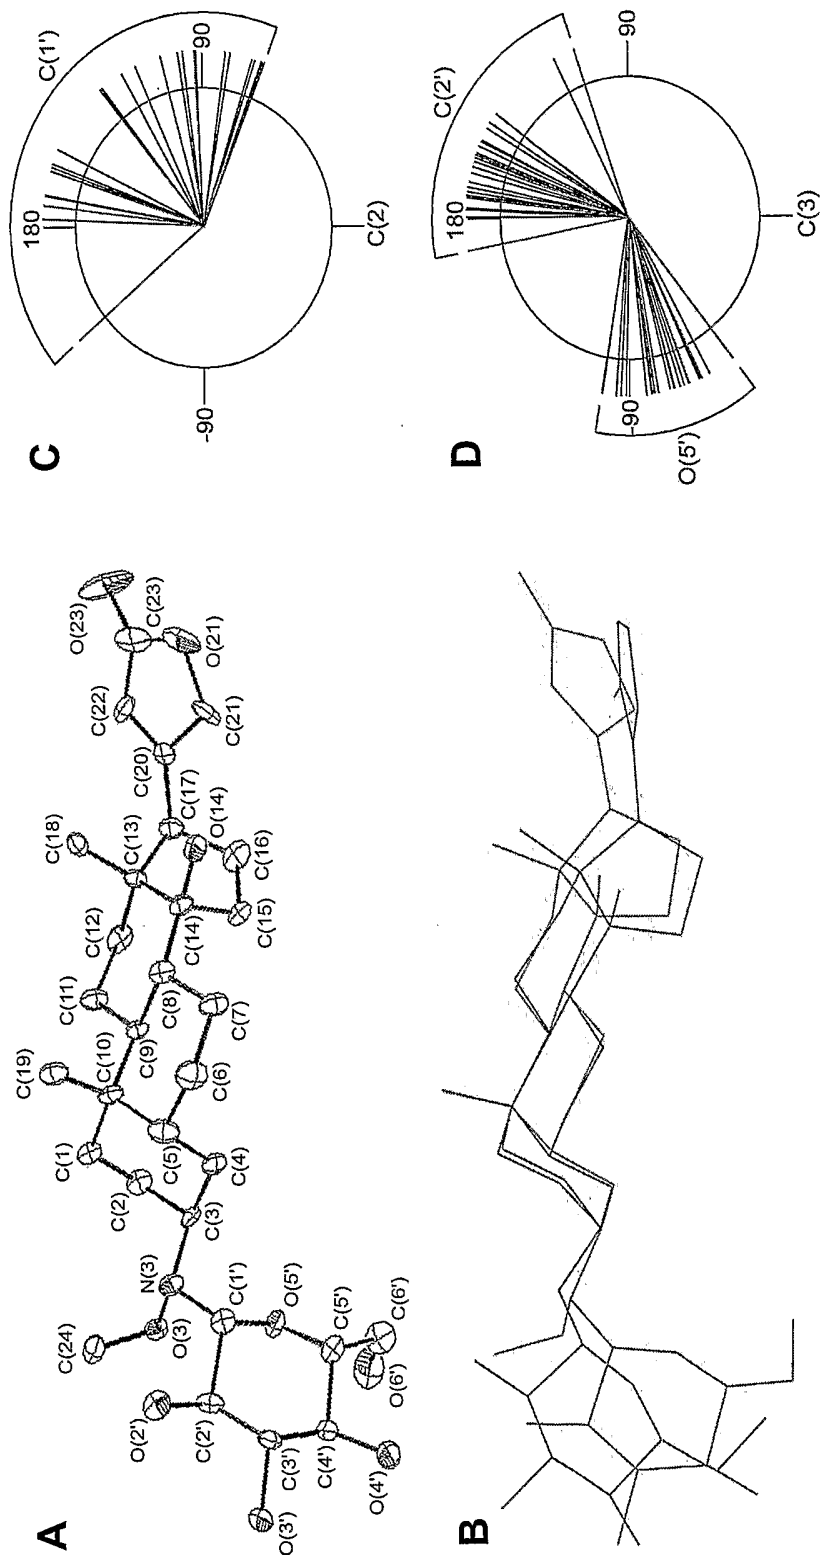 A
C(24)
O(3)
N(3)
O(2')
C(2')
C(1')
O(5')
C(3')
O(3')
C(4')
O(4')
C(5')
C(6')
O(6')
C(1)
C(2)
C(3)
C(4)
C(5)
C(6)
C(7)
C(8)
C(9)
C(10)
C(19)
C(11)
C(12)
C(13)
C(18)
C(14)
C(15)
C(16)
O(14)
C(17)
C(20)
C(22)
C(21)
O(21)
C(23)
O(23)
B
C
C(1')
180
90
-90
C(2)
D
C(2')
180
90
-90
O(5')
C(3)